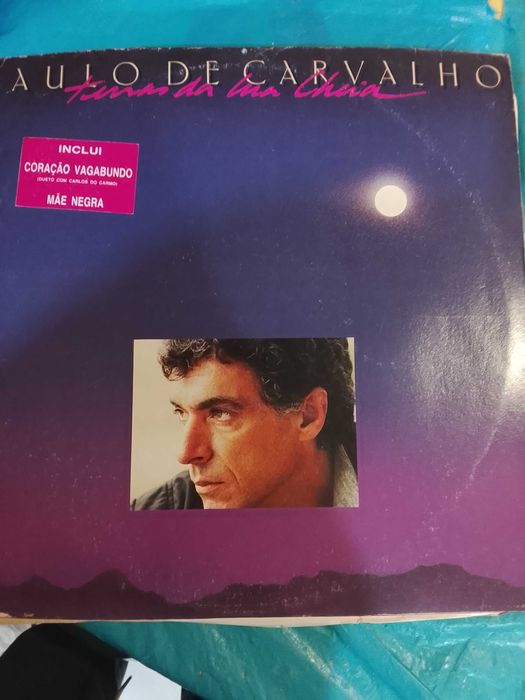 AULO DE CARVALHO
terras da lua Cheia
INCLUI
CORAÇÃO VAGABUNDO
(DUETO COM CARLOS DO CARMO)
MÃE NEGRA